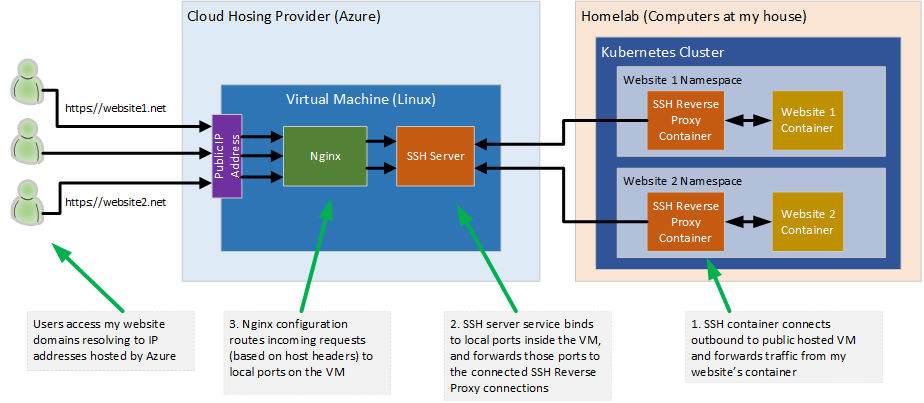 Cloud Hosing Provider (Azure)
Homelab (Computers at my house)
Kubernetes Cluster
Virtual Machine (Linux)
https://website1.net
https://website2.net
Public IP
Address
Nginx
SSH Server
Website 1 Namespace
SSH Reverse
Proxy
Container
Website 1
Container
Website 2 Namespace
SSH Reverse
Proxy
Container
Website 2
Container
Users access my website
domains resolving to IP
addresses hosted by Azure
3. Nginx configuration
routes incoming requests
(based on host headers) to
local ports on the VM
2. SSH server service binds
to local ports inside the VM,
and forwards those ports to
the connected SSH Reverse
Proxy connections
1. SSH container connects
outbound to public hosted VM
and forwards traffic from my
website's container